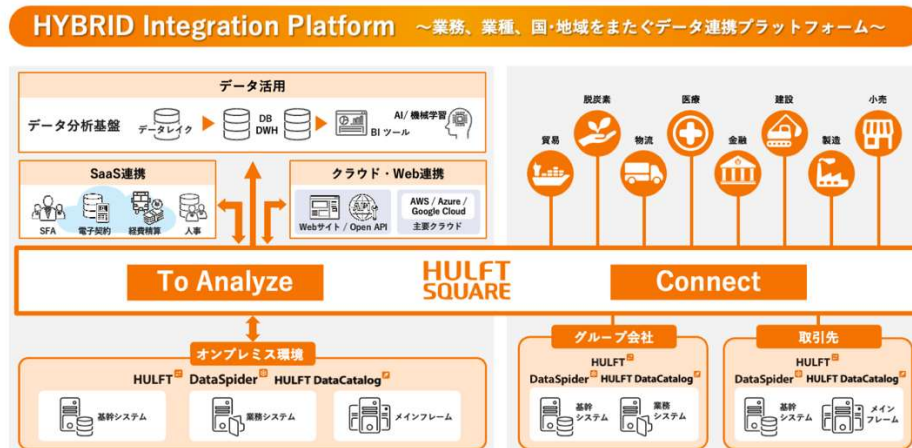 HYBRID Integration Platform ～業務、業種、国・地域をまたぐデータ連携プラットフォーム～
データ活用
データ分析基盤
データレイク
DB
DWH
BI ツール
AI/ 機械学習
SaaS連携
SFA
電子契約
経費精算
人事
クラウド・Web連携
API
Webサイト / Open API
AWS / Azure /
Google Cloud
主要クラウド
貿易
脱炭素
物流
医療
金融
建設
製造
小売
To Analyze
HULFT
SQUARE
Connect
オンプレミス環境
HULFT DataSpider HULFT DataCatalog
基幹システム
業務システム
メインフレーム
グループ会社
HULFT
DataSpider HULFT DataCatalog
基幹
システム
業務
システム
取引先
HULFT
DataSpider HULFT DataCatalog
基幹
システム
メイン
フレーム